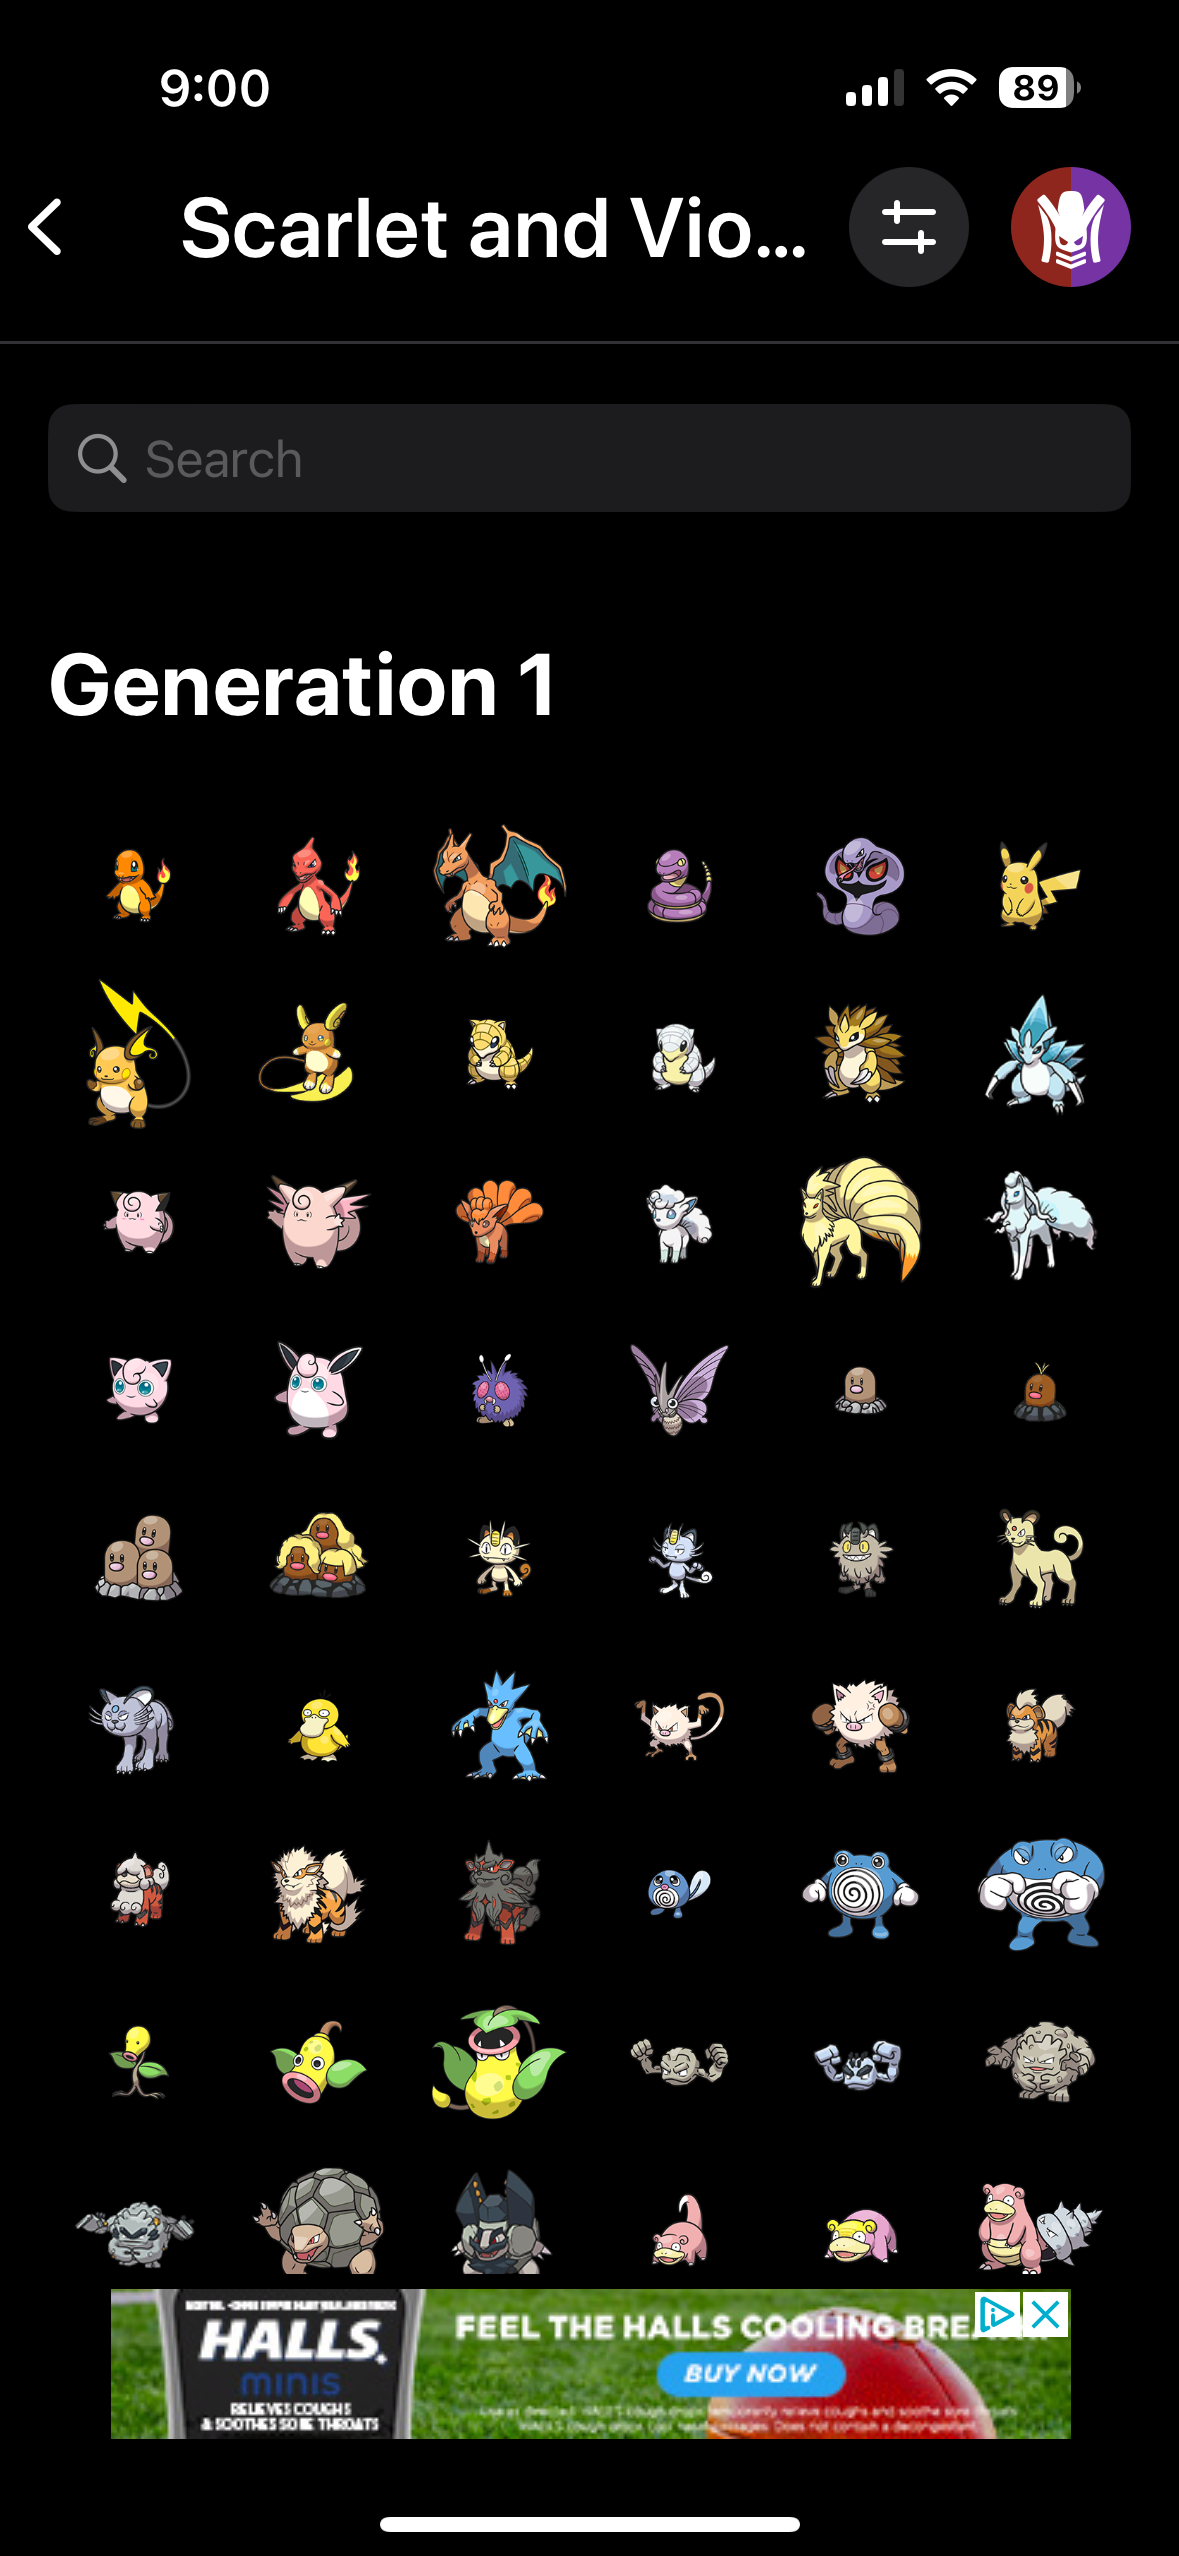 9:00
89
Scarlet and Vio...
Search
Generation 1
HALLS.
minis
RELIEVES COUGHS
& SOOTHES SORE THROATS
FEEL THE HALLS COOLING
BUY NOW